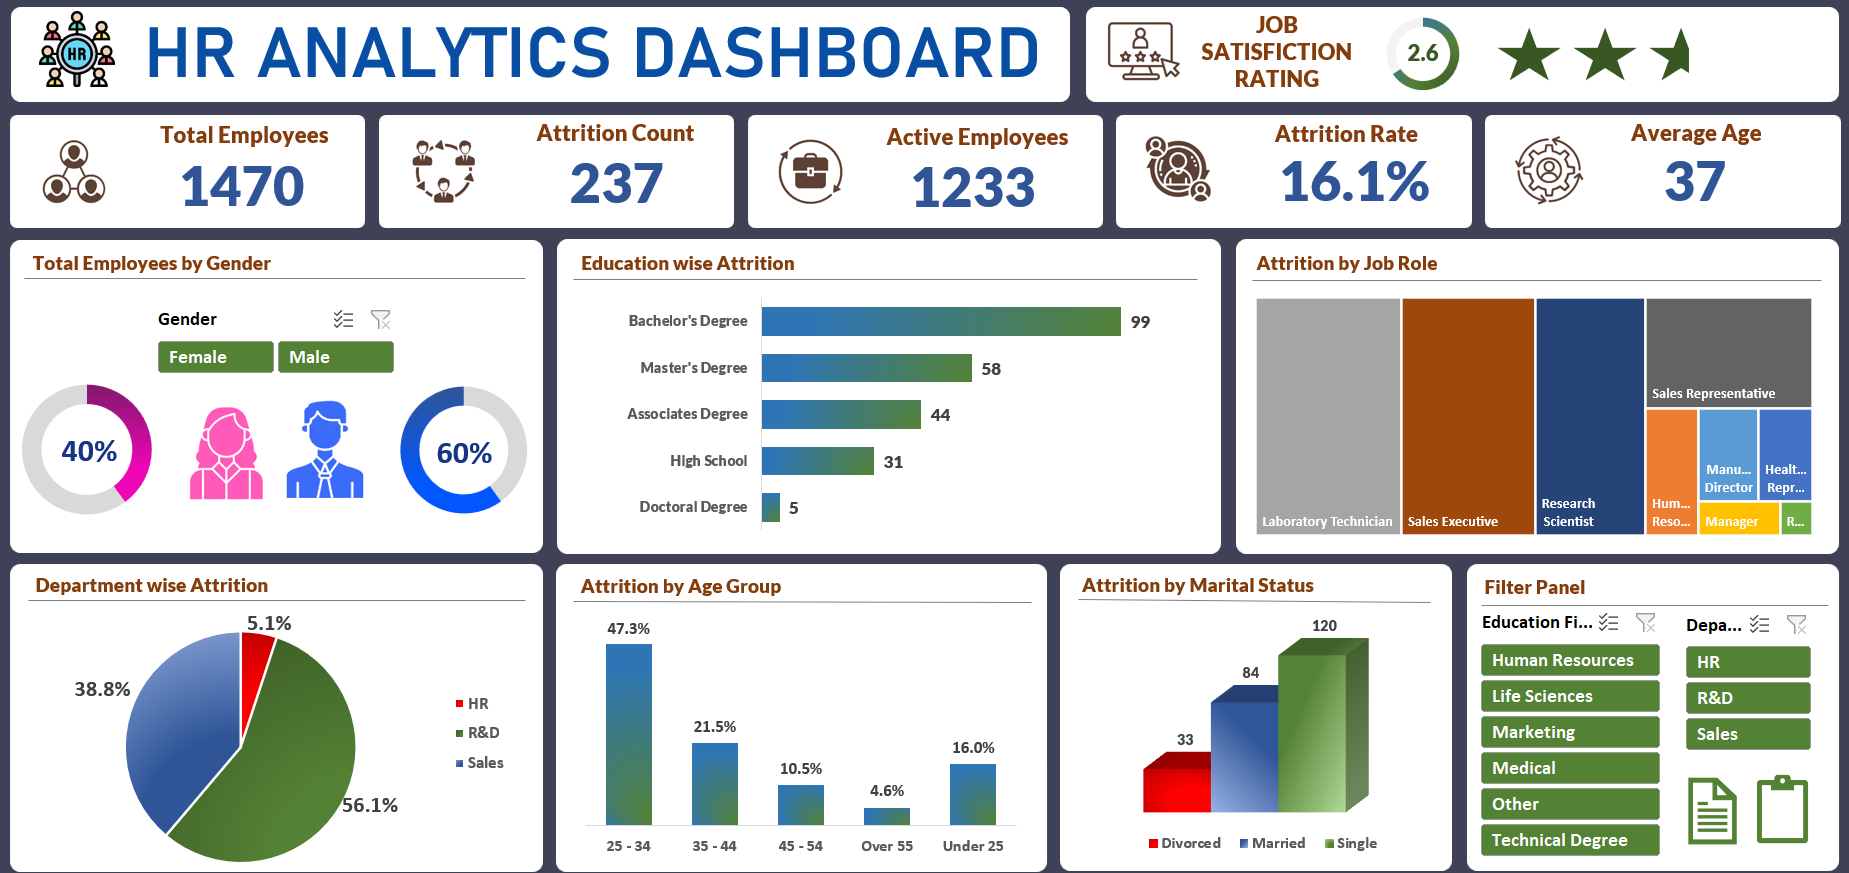 HR
HR ANALYTICS DASHBOARD
JOB
SATISFICTION
RATING
2.6
Total Employees
1470
Attrition Count
237
Active Employees
1233
Attrition Rate
16.1%
Average Age
37
Total Employees by Gender
Gender
Female
Male
40%
60%
Education wise Attrition
Bachelor's Degree
99
Master's Degree
58
Associates Degree
44
High School
31
Doctoral Degree
5
Attrition by Job Role
Laboratory Technician
Sales Executive
Research
Scientist
Sales Representative
Hum...
Reso...
Manu...
Director
Healt...
Repr...
Manager
R...
Department wise Attrition
5.1%
38.8%
56.1%
HR
R&D
Sales
Attrition by Age Group
47.3%
21.5%
10.5%
4.6%
16.0%
25 - 34
35 - 44
45 - 54
Over 55
Under 25
Attrition by Marital Status
33
84
120
Divorced
Married
Single
Filter Panel
Education Fi...
Human Resources
Life Sciences
Marketing
Medical
Other
Technical Degree
Depa...
HR
R&D
Sales